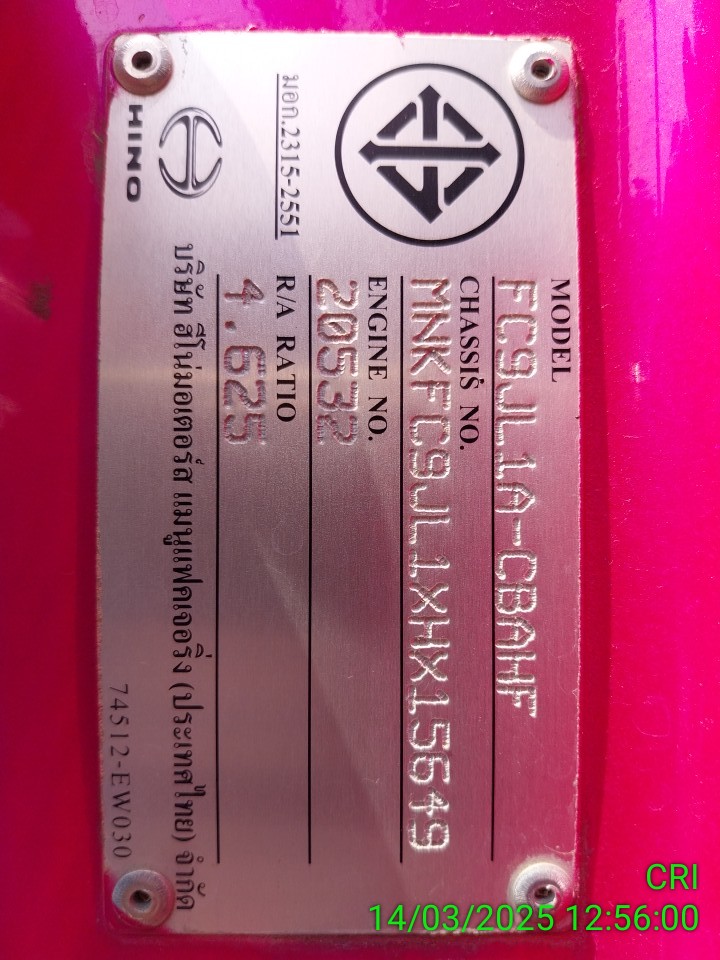 มอก.2315-2551
HINO
MODEL
FC9JL1A-CBAHF
CHASSIS NO.
MNKFC9JL1XHX15649
ENGINE NO.
20532
R/A RATIO
4.625
บริษัท ฮีโน่มอเตอร์ส แมนูแฟคเจอริ่ง (ประเทศไทย) จำกัด
74512-EW030
CRI
14/03/2025 12:56:00